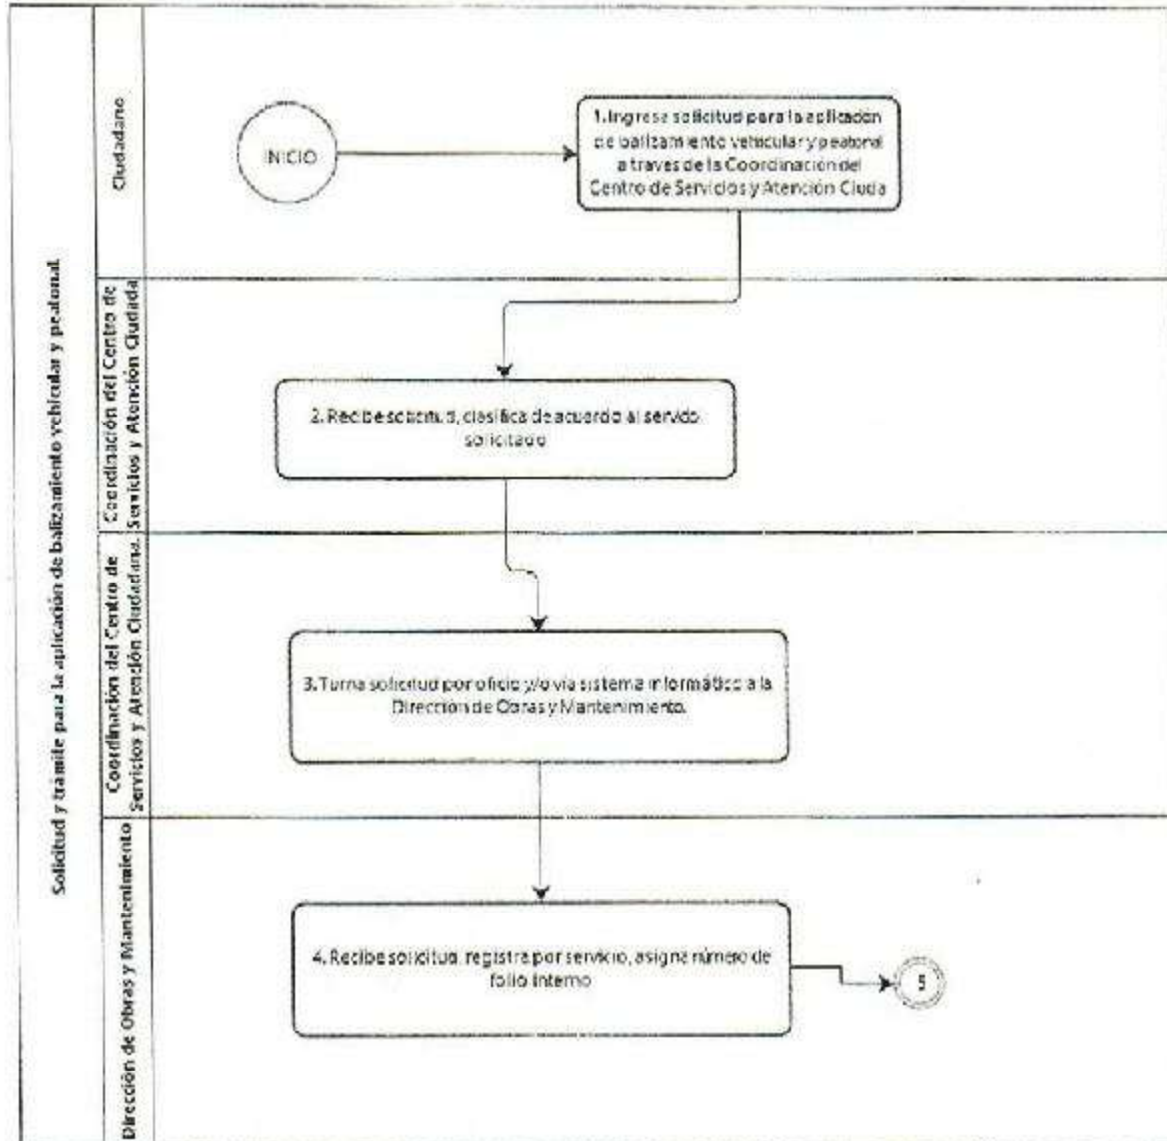 Solicitud y trámite para la aplicación de balizamiento vehicular y peatonal.
Ciudadano
INICIO
1. Ingresa solicitud para la aplicación
de balizamiento vehicular y peatonal
a traves de la Coordinación del
Centro de Servicios y Atención Ciuda
Coordinación del Centro de
Servicios y Atención Ciudada
2. Recibe solicitud, clasifica de acuerdo al servicio
solicitado
Coordinación del Centro de
Servicios y Atención Ciudadana.
3. Turna solicitud por oficio y/o vía sistema informático a la
Dirección de Obras y Mantenimiento.
Dirección de Obras y Mantenimiento
4. Recibe solicitud, registra por servicio, asigna número de
folio interno
5